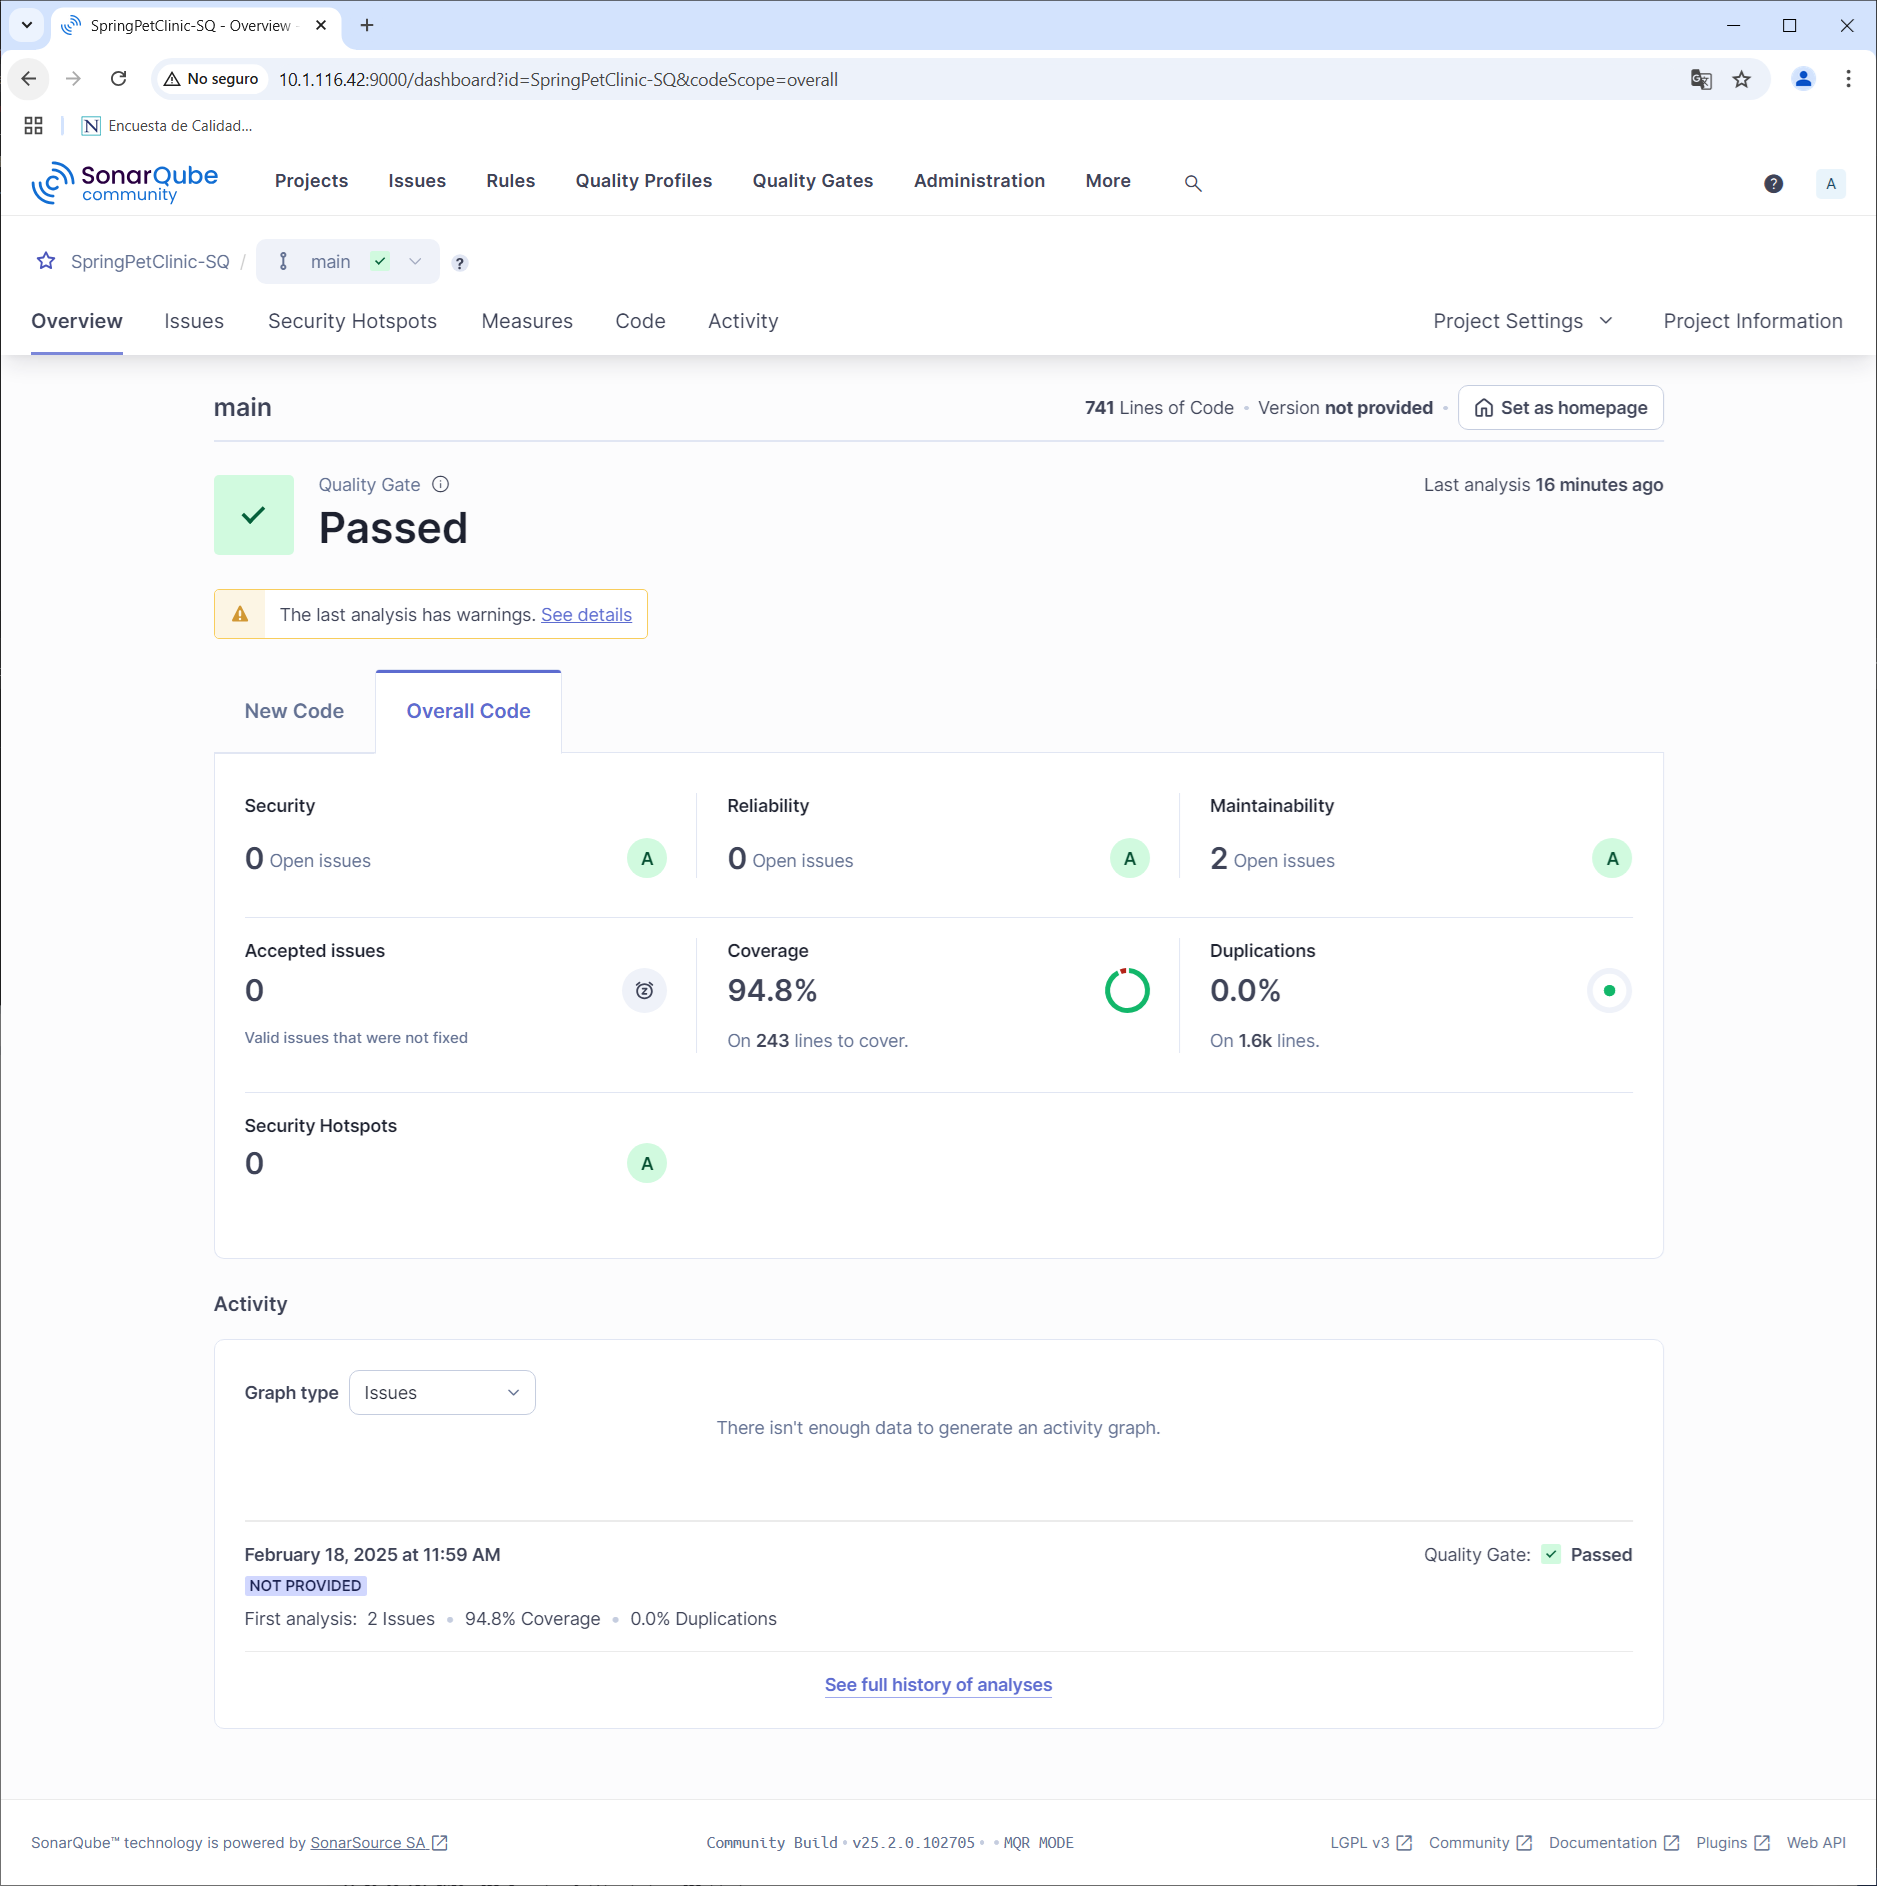 SpringPetClinic-SQ - Overview -
No seguro
10.1.116.42:9000/dashboard?id=SpringPetClinic-SQ&codeScope=overall
Encuesta de Calidad...
SonarQube community
Projects Issues Rules Quality Profiles Quality Gates Administration More ? A
SpringPetClinic-SQ / main ?
Overview Issues Security Hotspots Measures Code Activity Project Settings Project Information
main
741 Lines of Code • Version not provided • Set as homepage
Quality Gate
Last analysis 16 minutes ago
Passed
The last analysis has warnings. See details
New Code Overall Code
Security Reliability Maintainability
0 Open issues A 0 Open issues A 2 Open issues A
Accepted issues Coverage Duplications
0 94.8% 0.0%
Valid issues that were not fixed On 243 lines to cover. On 1.6k lines.
Security Hotspots
0 A
Activity
Graph type Issues
There isn't enough data to generate an activity graph.
February 18, 2025 at 11:59 AM Quality Gate: Passed
NOT PROVIDED
First analysis: 2 Issues • 94.8% Coverage • 0.0% Duplications
See full history of analyses
SonarQube™ technology is powered by SonarSource SA Community Build • v25.2.0.102705 • • MQR MODE LGPL v3 Community Documentation Plugins Web API